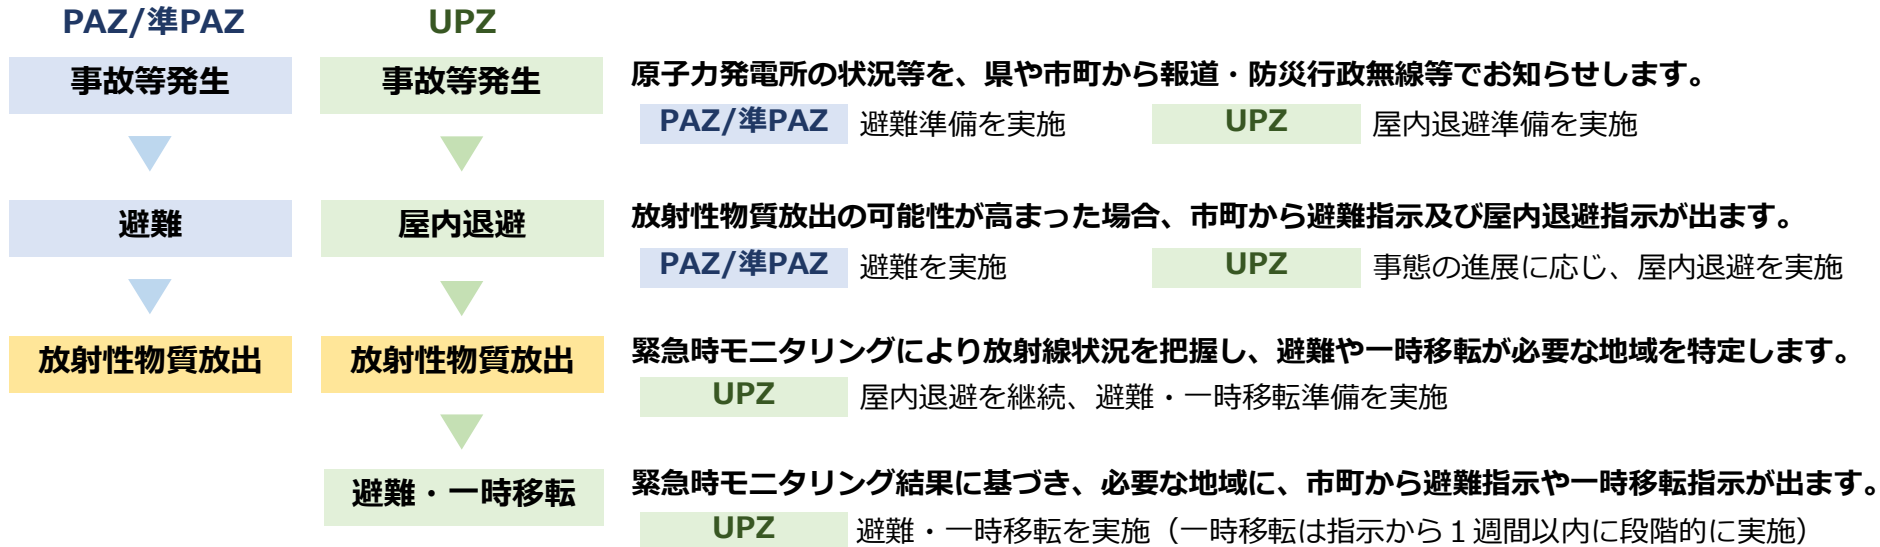 PAZ/準PAZ
UPZ
事故等発生
事故等発生
原子力発電所の状況等を、県や市町から報道・防災行政無線等でお知らせします。
PAZ/準PAZ 避難準備を実施
UPZ 屋内退避準備を実施
避難
屋内退避
放射性物質放出の可能性が高まった場合、市町から避難指示及び屋内退避指示が出ます。
PAZ/準PAZ 避難を実施
UPZ 事態の進展に応じ、屋内退避を実施
放射性物質放出
放射性物質放出
緊急時モニタリングにより放射線状況を把握し、避難や一時移転が必要な地域を特定します。
UPZ 屋内退避を継続、避難・一時移転準備を実施
避難・一時移転
緊急時モニタリング結果に基づき、必要な地域に、市町から避難指示や一時移転指示が出ます。
UPZ 避難・一時移転を実施（一時移転は指示から１週間以内に段階的に実施）